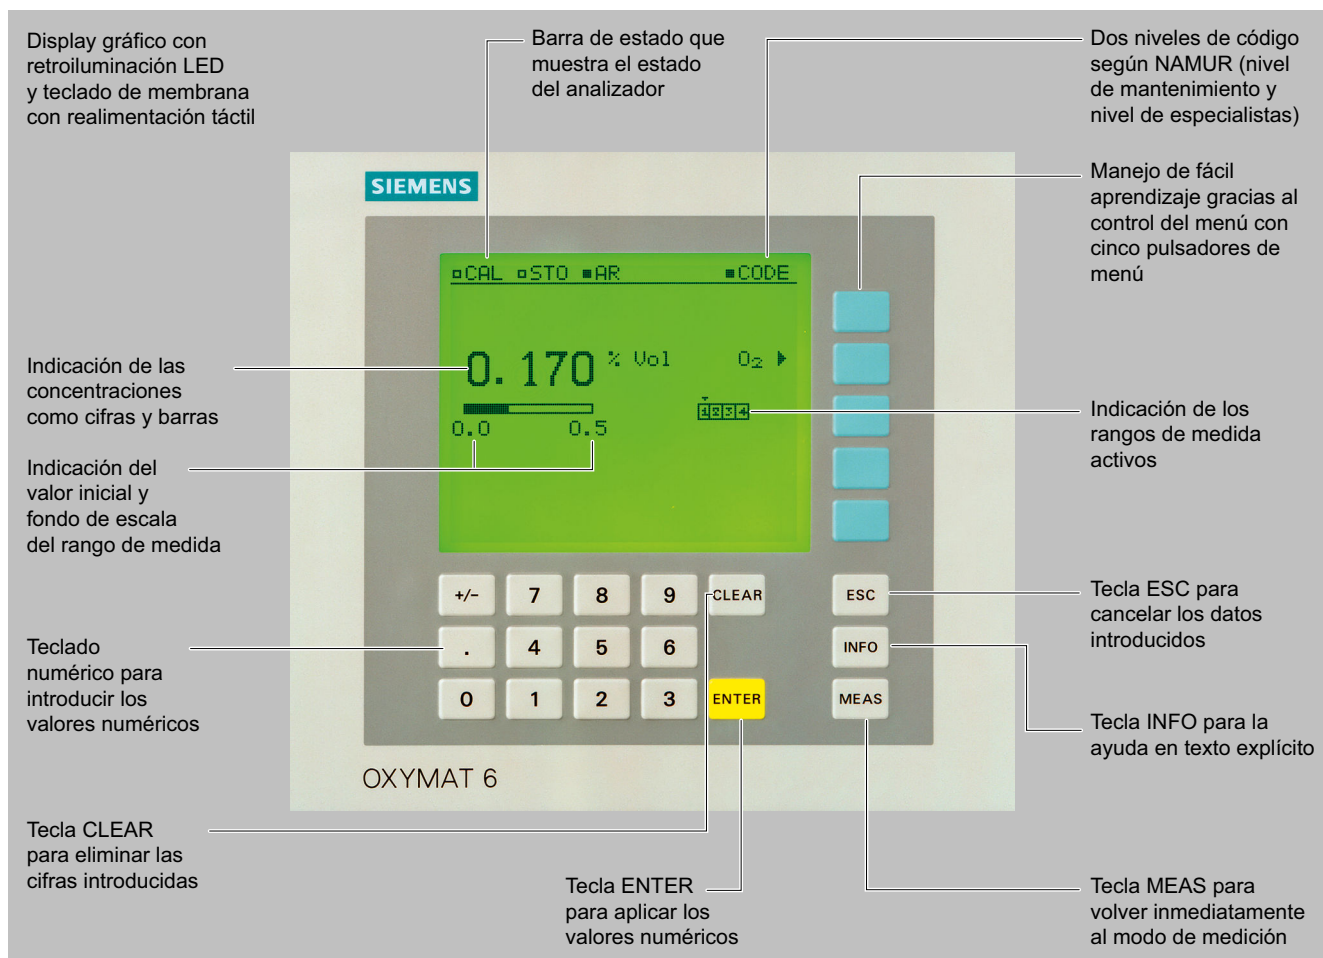 Display gráfico con
retroiluminación LED
y teclado de membrana
con realimentación táctil
Barra de estado que
muestra el estado
del analizador
Dos niveles de código
según NAMUR (nivel
de mantenimiento y
nivel de especialistas)
Manejo de fácil
aprendizaje gracias al
control del menú con
cinco pulsadores de
menú
SIEMENS
CAL STO AR CODE
0.170 % Vol O₂
1 2 3 4
0.0 0.5
Indicación de las
concentraciones
como cifras y barras
Indicación de los
rangos de medida
activos
Indicación del
valor inicial y
fondo de escala
del rango de medida
+/- 7 8 9 CLEAR ESC
. 4 5 6 INFO
0 1 2 3 ENTER MEAS
Tecla ESC para
cancelar los datos
introducidos
Teclado
numérico para
introducir los
valores numéricos
Tecla INFO para la
ayuda en texto explícito
OXYMAT 6
Tecla CLEAR
para eliminar las
cifras introducidas
Tecla ENTER
para aplicar los
valores numéricos
Tecla MEAS para
volver inmediatamente
al modo de medición